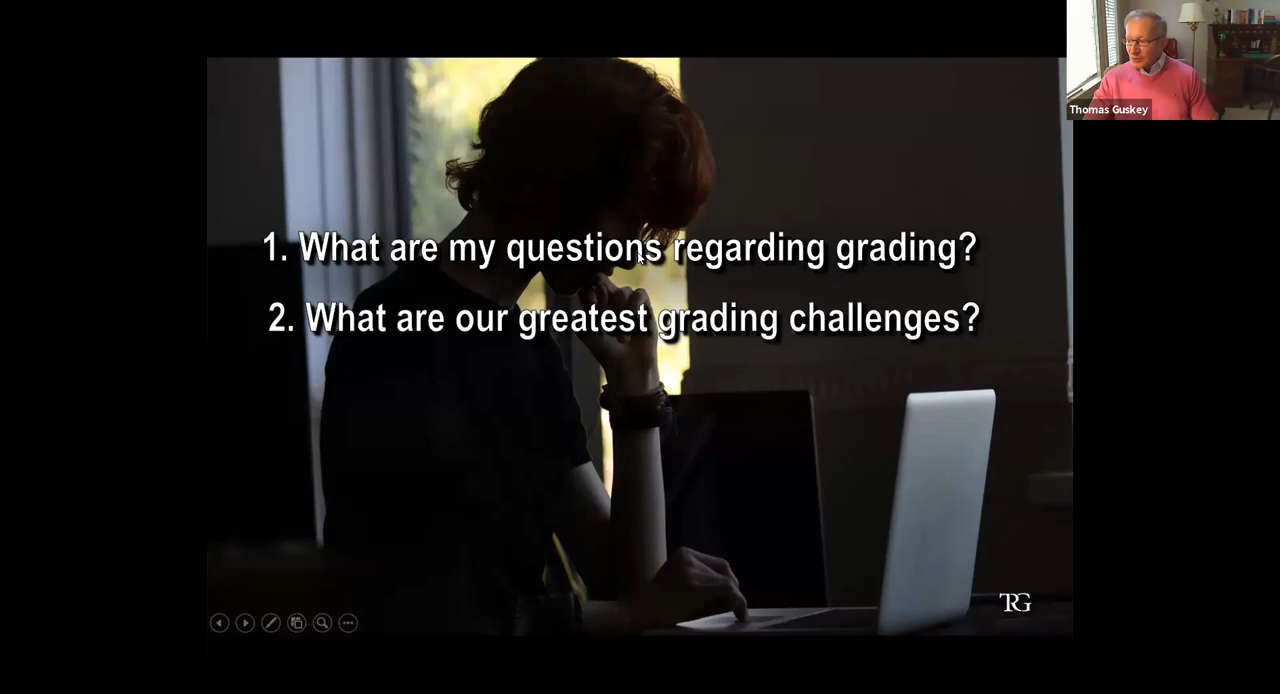 Thomas Guskey
1. What are my questions regarding grading?
2. What are our greatest grading challenges?
TRG